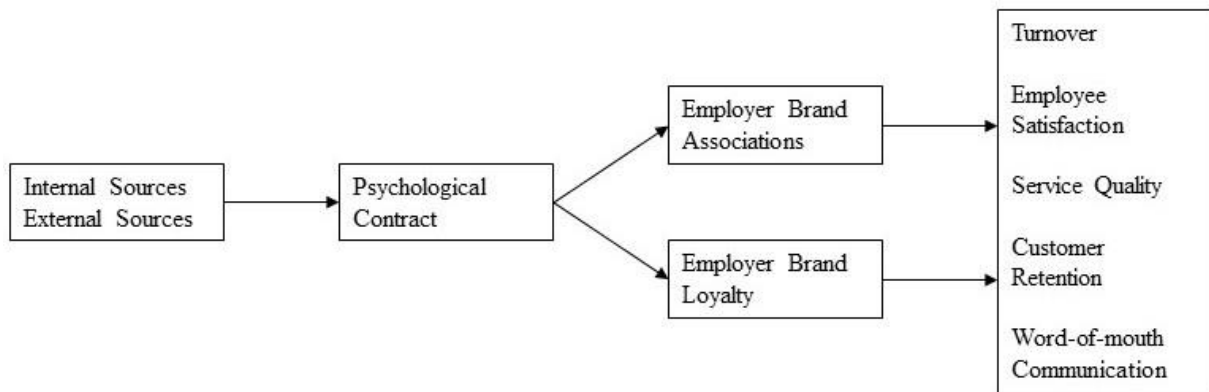 Internal Sources
External Sources
Psychological
Contract
Employer Brand
Associations
Employer Brand
Loyalty
Turnover
Employee
Satisfaction
Service Quality
Customer
Retention
Word-of-mouth
Communication